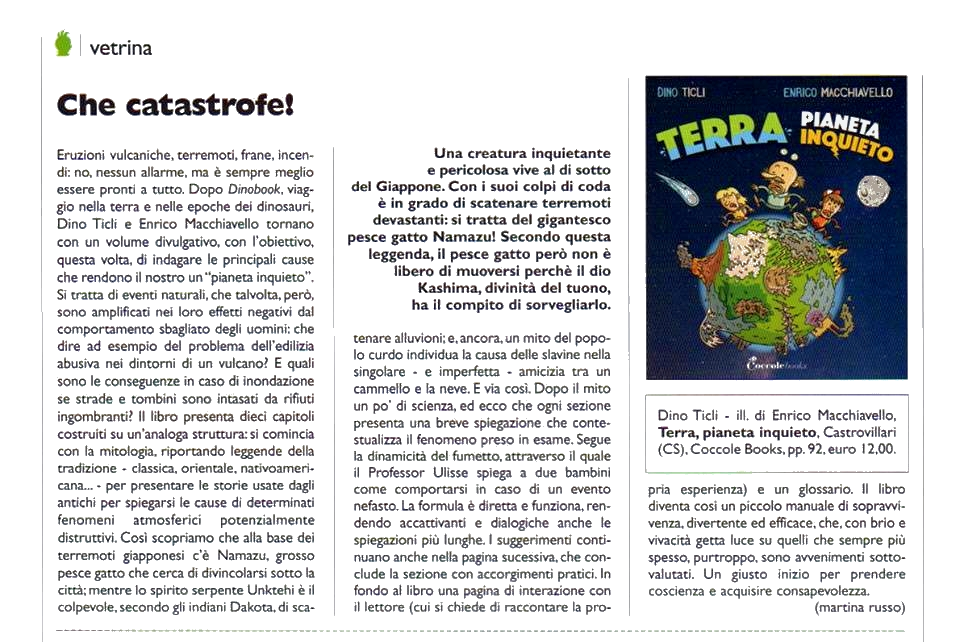 vetrina
Che catastrofe!
Eruzioni vulcaniche, terremoti, frane, incen-
di: no, nessun allarme, ma è sempre meglio
essere pronti a tutto. Dopo Dinobook, viag-
gio nella terra e nelle epoche dei dinosauri,
Dino Ticli e Enrico Macchiavello tornano
con un volume divulgativo, con l'obiettivo,
questa volta, di indagare le principali cause
che rendono il nostro un "pianeta inquieto".
Si tratta di eventi naturali, che talvolta, però,
sono amplificati nei loro effetti negativi dal
comportamento sbagliato degli uomini: che
dire ad esempio del problema dell'edilizia
abusiva nei dintorni di un vulcano? E quali
sono le conseguenze in caso di inondazione
se strade e tombini sono intasati da rifiuti
ingombranti? Il libro presenta dieci capitoli
costruiti su un'analoga struttura: si comincia
con la mitologia, riportando leggende della
tradizione - classica, orientale, nativoameri-
cana... - per presentare le storie usate dagli
antichi per spiegarsi le cause di determinati
fenomeni atmosferici potenzialmente
distruttivi. Così scopriamo che alla base dei
terremoti giapponesi c'è Namazu, grosso
pesce gatto che cerca di divincolarsi sotto la
città; mentre lo spirito serpente Unktehi è il
colpevole, secondo gli indiani Dakota, di sca-
Una creatura inquietante
e pericolosa vive al di sotto
del Giappone. Con i suoi colpi di coda
è in grado di scatenare terremoti
devastanti: si tratta del gigantesco
pesce gatto Namazu! Secondo questa
leggenda, il pesce gatto però non è
libero di muoversi perchè il dio
Kashima, divinità del tuono,
ha il compito di sorvegliarlo.
tenare alluvioni; e, ancora, un mito del popo-
lo curdo individua la causa delle slavine nella
singolare - e imperfetta - amicizia tra un
cammello e la neve. E via così. Dopo il mito
un po' di scienza, ed ecco che ogni sezione
presenta una breve spiegazione che conte-
stualizza il fenomeno preso in esame. Segue
la dinamicità del fumetto, attraverso il quale
il Professor Ulisse spiega a due bambini
come comportarsi in caso di un evento
nefasto. La formula è diretta e funziona, ren-
dendo accattivanti e dialogiche anche le
spiegazioni più lunghe. I suggerimenti conti-
nuano anche nella pagina sucessiva, che con-
clude la sezione con accorgimenti pratici. In
fondo al libro una pagina di interazione con
il lettore (cui si chiede di raccontare la pro-
DINO TICLI ENRICO MACCHIAVELLO
TERRA PIANETA
INQUIETO
Coccole books
Dino Ticli - ill. di Enrico Macchiavello,
Terra, pianeta inquieto, Castrovillari
(CS), Coccole Books, pp. 92, euro 12,00.
pria esperienza) e un glossario. Il libro
diventa così un piccolo manuale di sopravvi-
venza, divertente ed efficace, che, con brio e
vivacità getta luce su quelli che sempre più
spesso, purtroppo, sono avvenimenti sotto-
valutati. Un giusto inizio per prendere
coscienza e acquisire consapevolezza.
(martina russo)